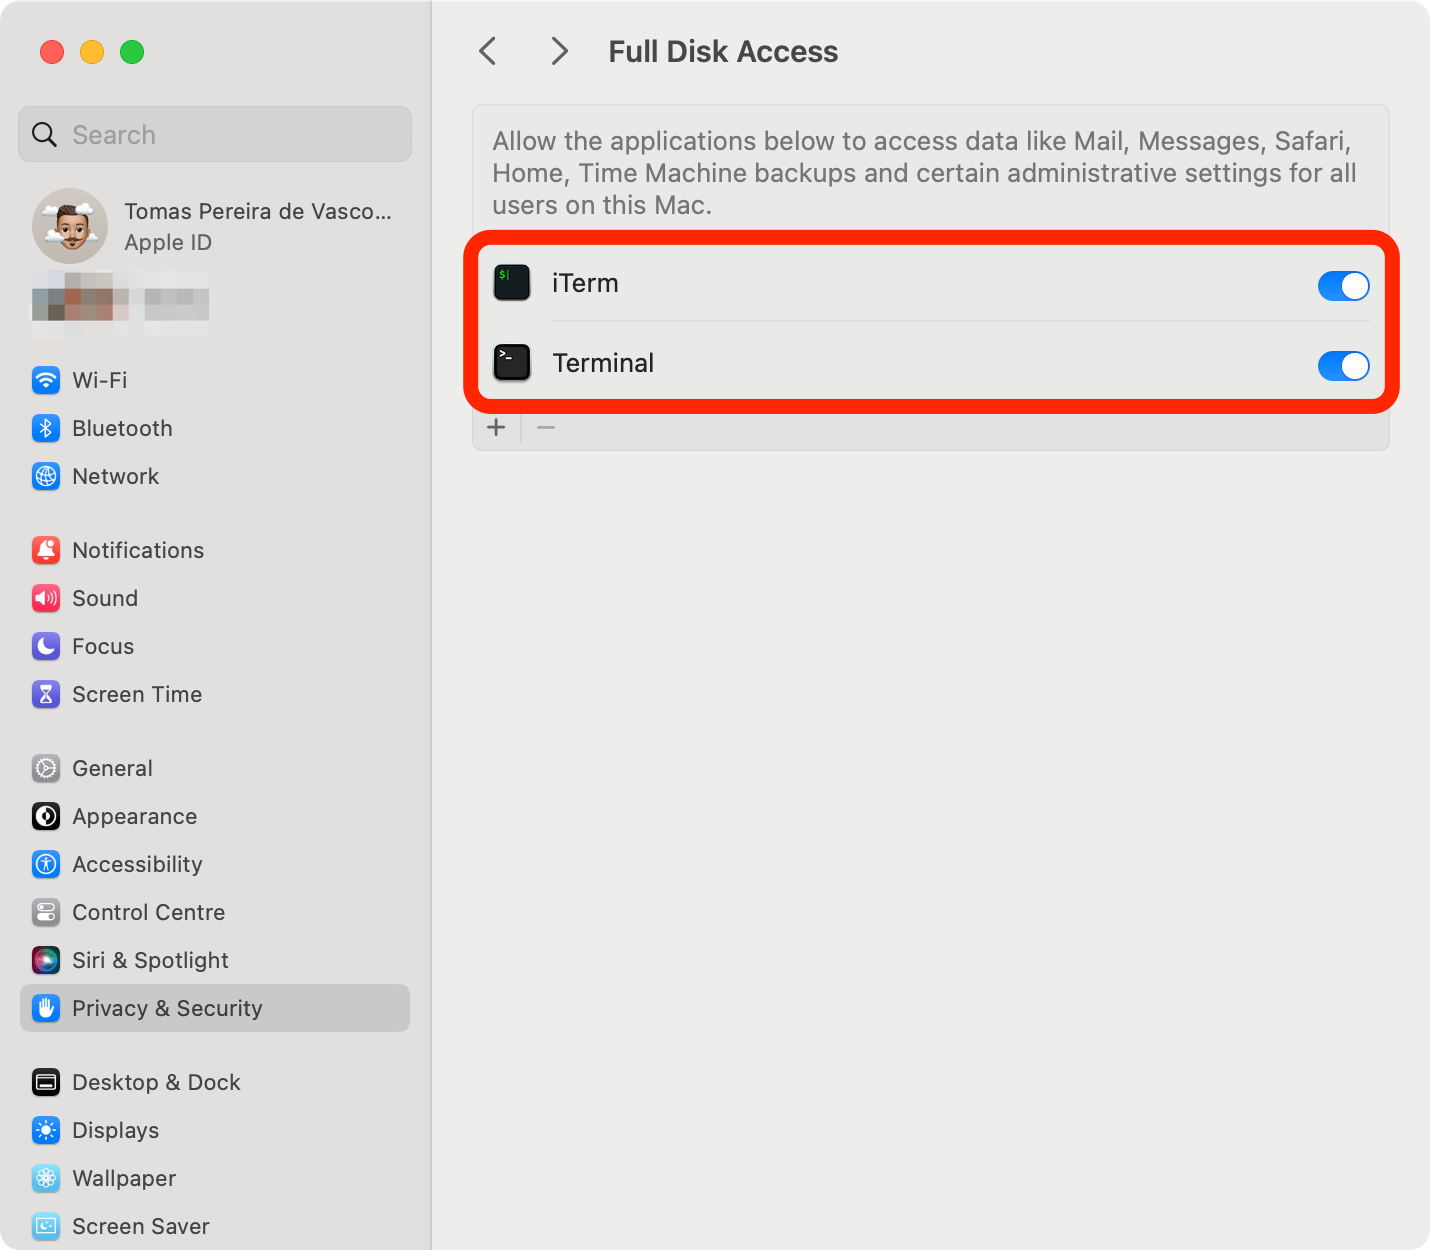 Search
Tomas Pereira de Vasco...
Apple ID
Wi-Fi
Bluetooth
Network
Notifications
Sound
Focus
Screen Time
General
Appearance
Accessibility
Control Centre
Siri & Spotlight
Privacy & Security
Desktop & Dock
Displays
Wallpaper
Screen Saver
Full Disk Access
Allow the applications below to access data like Mail, Messages, Safari,
Home, Time Machine backups and certain administrative settings for all
users on this Mac.
$|
iTerm
>_
Terminal